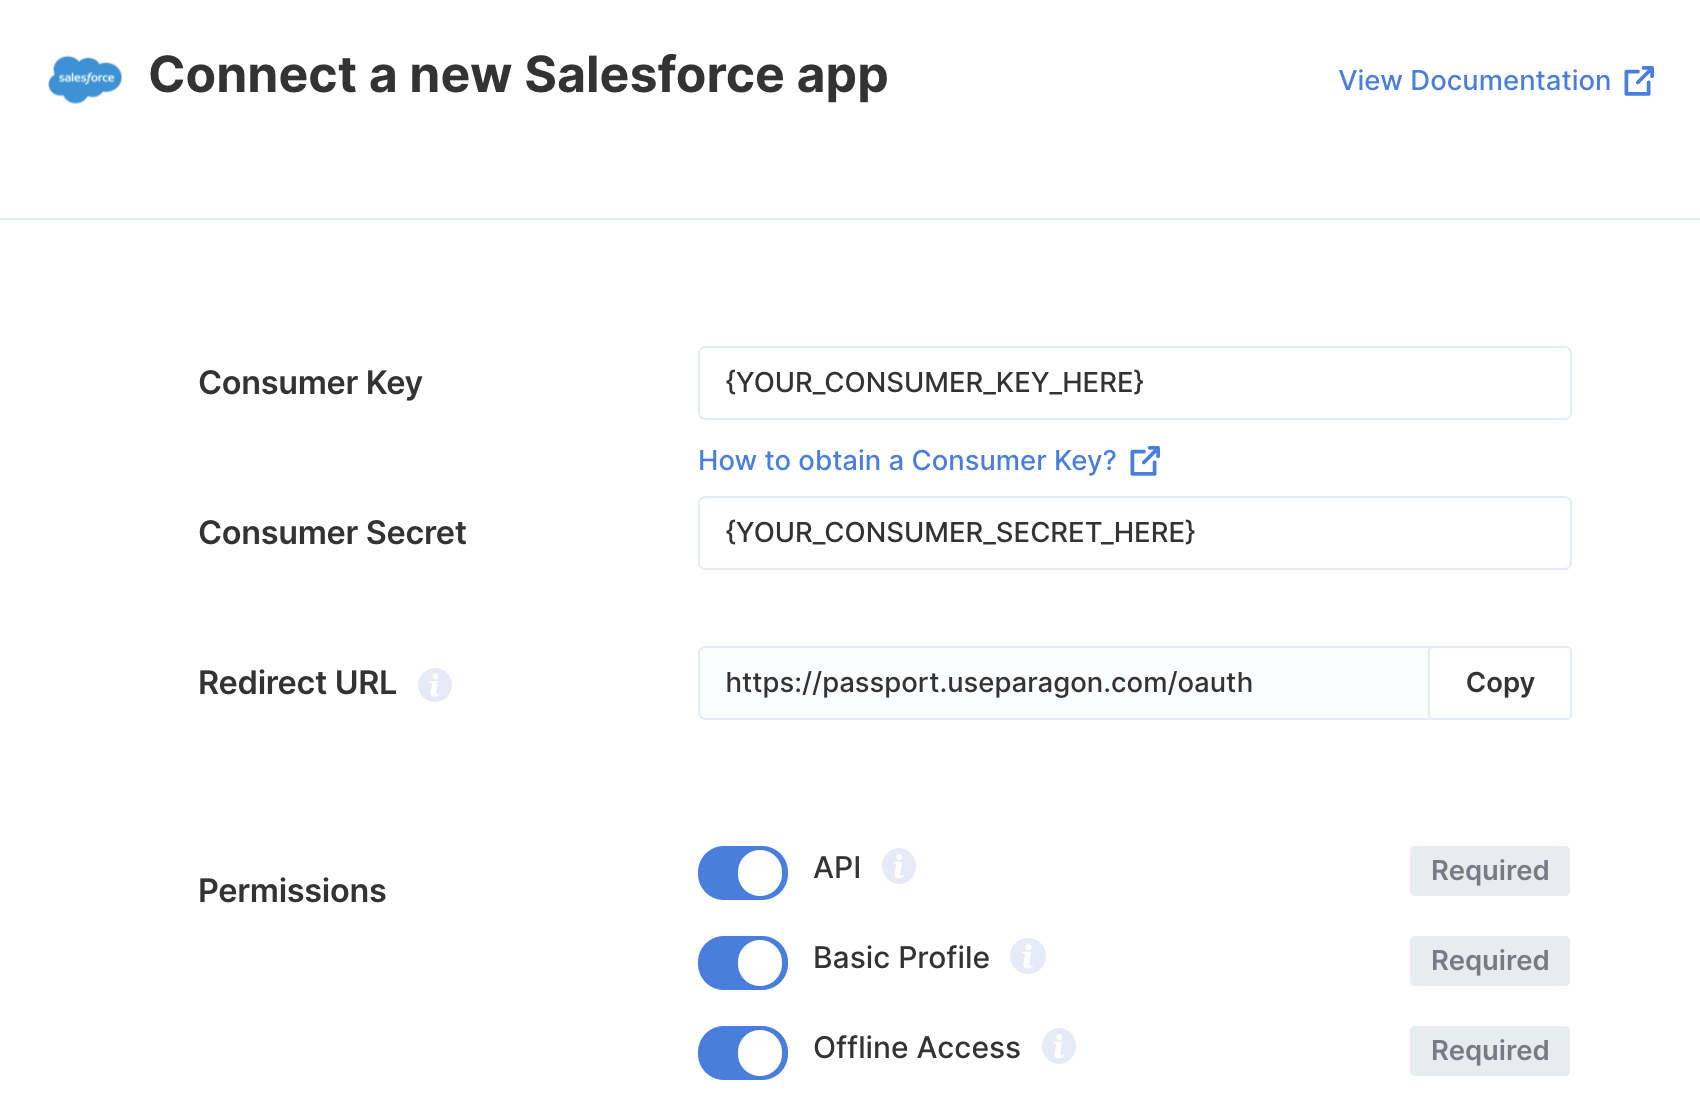 salesforce
Connect a new Salesforce app
View Documentation
Consumer Key
{YOUR_CONSUMER_KEY_HERE}
How to obtain a Consumer Key?
Consumer Secret
{YOUR_CONSUMER_SECRET_HERE}
Redirect URL i
https://passport.useparagon.com/oauth
Copy
Permissions
API i
Required
Basic Profile i
Required
Offline Access i
Required